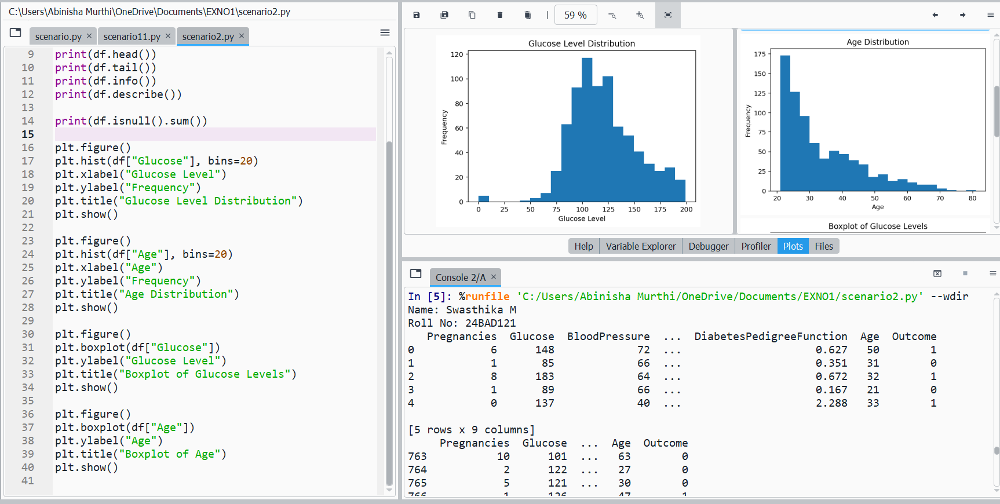 C:\Users\Abinisha Murthi\OneDrive\Documents\EXNO1\scenario2.py
scenario.py × scenario11.py × scenario2.py ×
9 print(df.head())
10 print(df.tail())
11 print(df.info())
12 print(df.describe())
13
14 print(df.isnull().sum())
15
16 plt.figure()
17 plt.hist(df["Glucose"], bins=20)
18 plt.xlabel("Glucose Level")
19 plt.ylabel("Frequency")
20 plt.title("Glucose Level Distribution")
21 plt.show()
22
23 plt.figure()
24 plt.hist(df["Age"], bins=20)
25 plt.xlabel("Age")
26 plt.ylabel("Frequency")
27 plt.title("Age Distribution")
28 plt.show()
29
30 plt.figure()
31 plt.boxplot(df["Glucose"])
32 plt.ylabel("Glucose Level")
33 plt.title("Boxplot of Glucose Levels")
34 plt.show()
35
36 plt.figure()
37 plt.boxplot(df["Age"])
38 plt.ylabel("Age")
39 plt.title("Boxplot of Age")
40 plt.show()
41
59 %
Glucose Level Distribution
120
100
80
60
40
20
0
Frequency
0 25 50 75 100 125 150 175 200
Glucose Level
Age Distribution
175
150
125
100
75
50
25
0
Frequency
20 30 40 50 60 70 80
Age
Boxplot of Glucose Levels
Help Variable Explorer Debugger Profiler Plots Files
Console 2/A ×
In [5]: %runfile 'C:/Users/Abinisha Murthi/OneDrive/Documents/EXNO1/scenario2.py' --wdir
Name: Swasthika M
Roll No: 24BAD121
Pregnancies Glucose BloodPressure ... DiabetesPedigreeFunction Age Outcome
0 6 148 72 ... 0.627 50 1
1 1 85 66 ... 0.351 31 0
2 8 183 64 ... 0.672 32 1
3 1 89 66 ... 0.167 21 0
4 0 137 40 ... 2.288 33 1
[5 rows x 9 columns]
Pregnancies Glucose ... Age Outcome
763 10 101 ... 63 0
764 2 122 ... 27 0
765 5 121 ... 30 0
766 1 126 ... 47 1